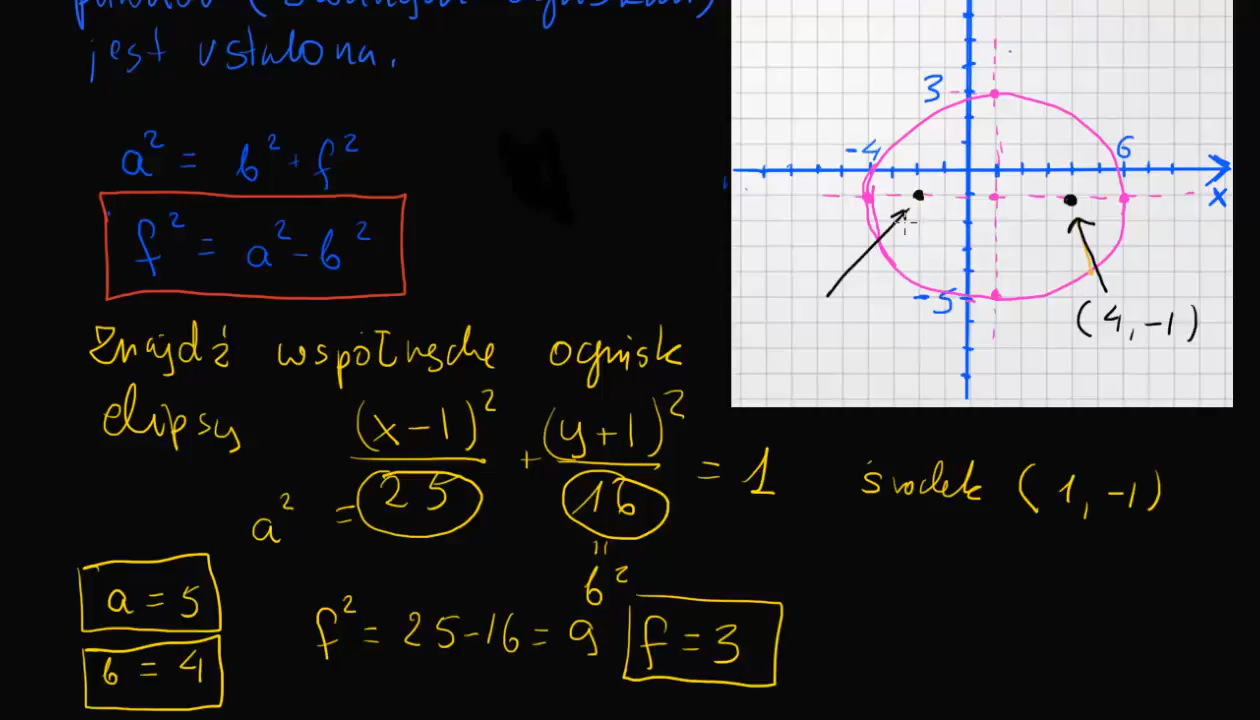 jest ustalona.
a² = b² + f²
f² = a² - b²
Znajdź współrzędne ognisk
elipsy (x-1)²/25 + (y+1)²/16 = 1 środek (1, -1)
a² =
=
b²
a = 5
b = 4
f² = 25-16 = 9 f = 3
3
-4
6
x
-5
(4, -1)